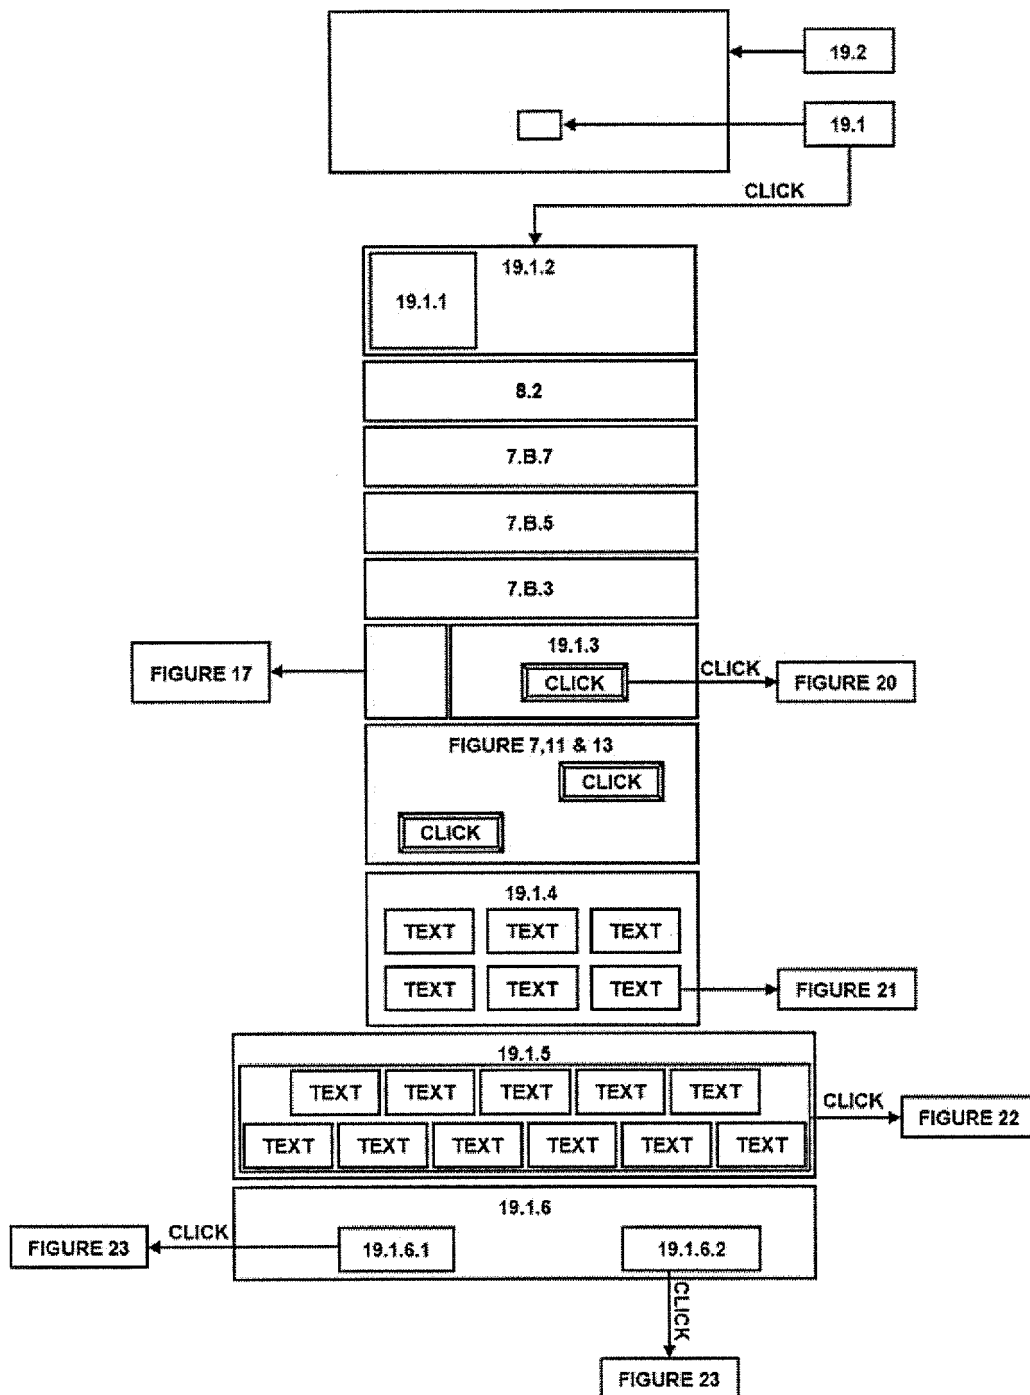 19.2
19.1
CLICK
19.1.2
19.1.1
8.2
7.B.7
7.B.5
7.B.3
19.1.3
FIGURE 17
CLICK
CLICK
FIGURE 20
FIGURE 7,11 & 13
CLICK
CLICK
19.1.4
TEXT TEXT TEXT
TEXT TEXT TEXT
FIGURE 21
19.1.5
TEXT TEXT TEXT TEXT TEXT
CLICK
FIGURE 22
TEXT TEXT TEXT TEXT TEXT TEXT
19.1.6
CLICK
FIGURE 23
19.1.6.1
19.1.6.2
CLICK
FIGURE 23